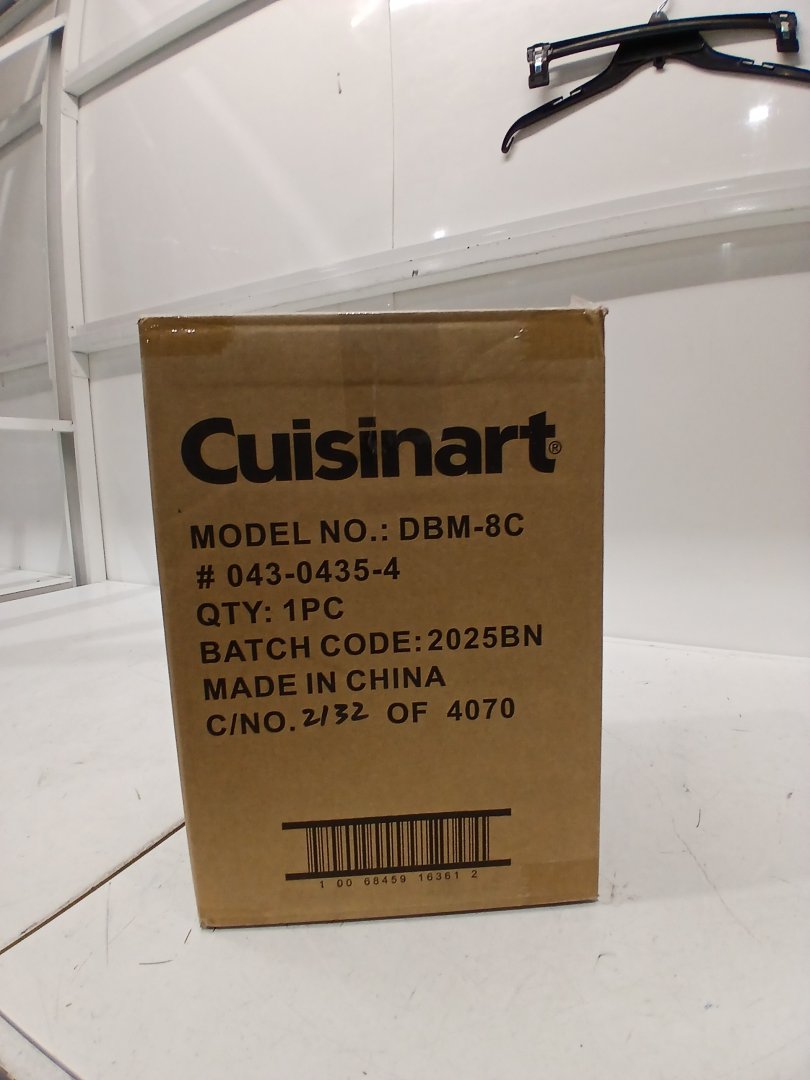 Cuisinart®
MODEL NO.: DBM-8C
# 043-0435-4
QTY: 1PC
BATCH CODE: 2025BN
MADE IN CHINA
C/NO. 2132 OF 4070
1 00 68459 16361 2